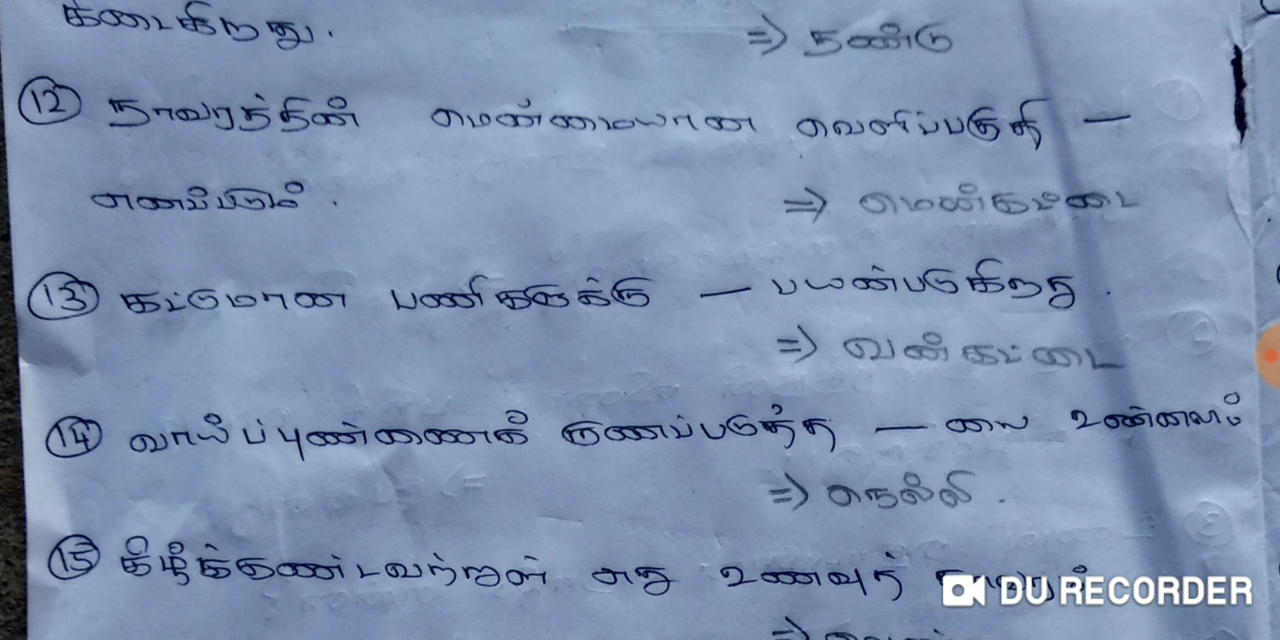 கிடைகிறது.
⇒ நண்டு
12 தாவரத்தின் மென்மையான வெளிப்பகுதி —
எனப்படும். ⇒ மென்கட்டை
13 கட்டுமான பணிகளுக்கு — பயன்படுகிறது.
⇒ வன்கட்டை
14 வாய்ப்புண்ணைக் குணப்படுத்த — யை உண்ணலாம்
⇒ நெல்லி.
15 கீழ்க்கண்டவற்றுள் எது உணவுத்
DU RECORDER